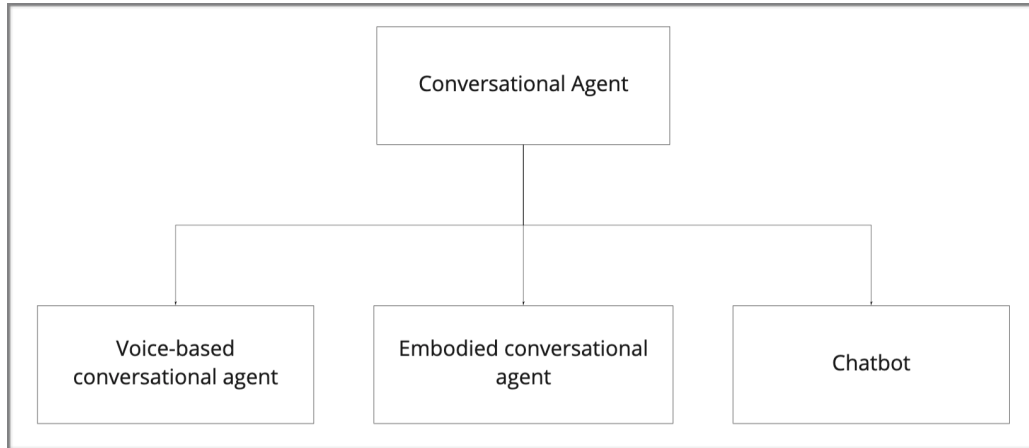 Conversational Agent
Voice-based
conversational agent
Embodied conversational
agent
Chatbot